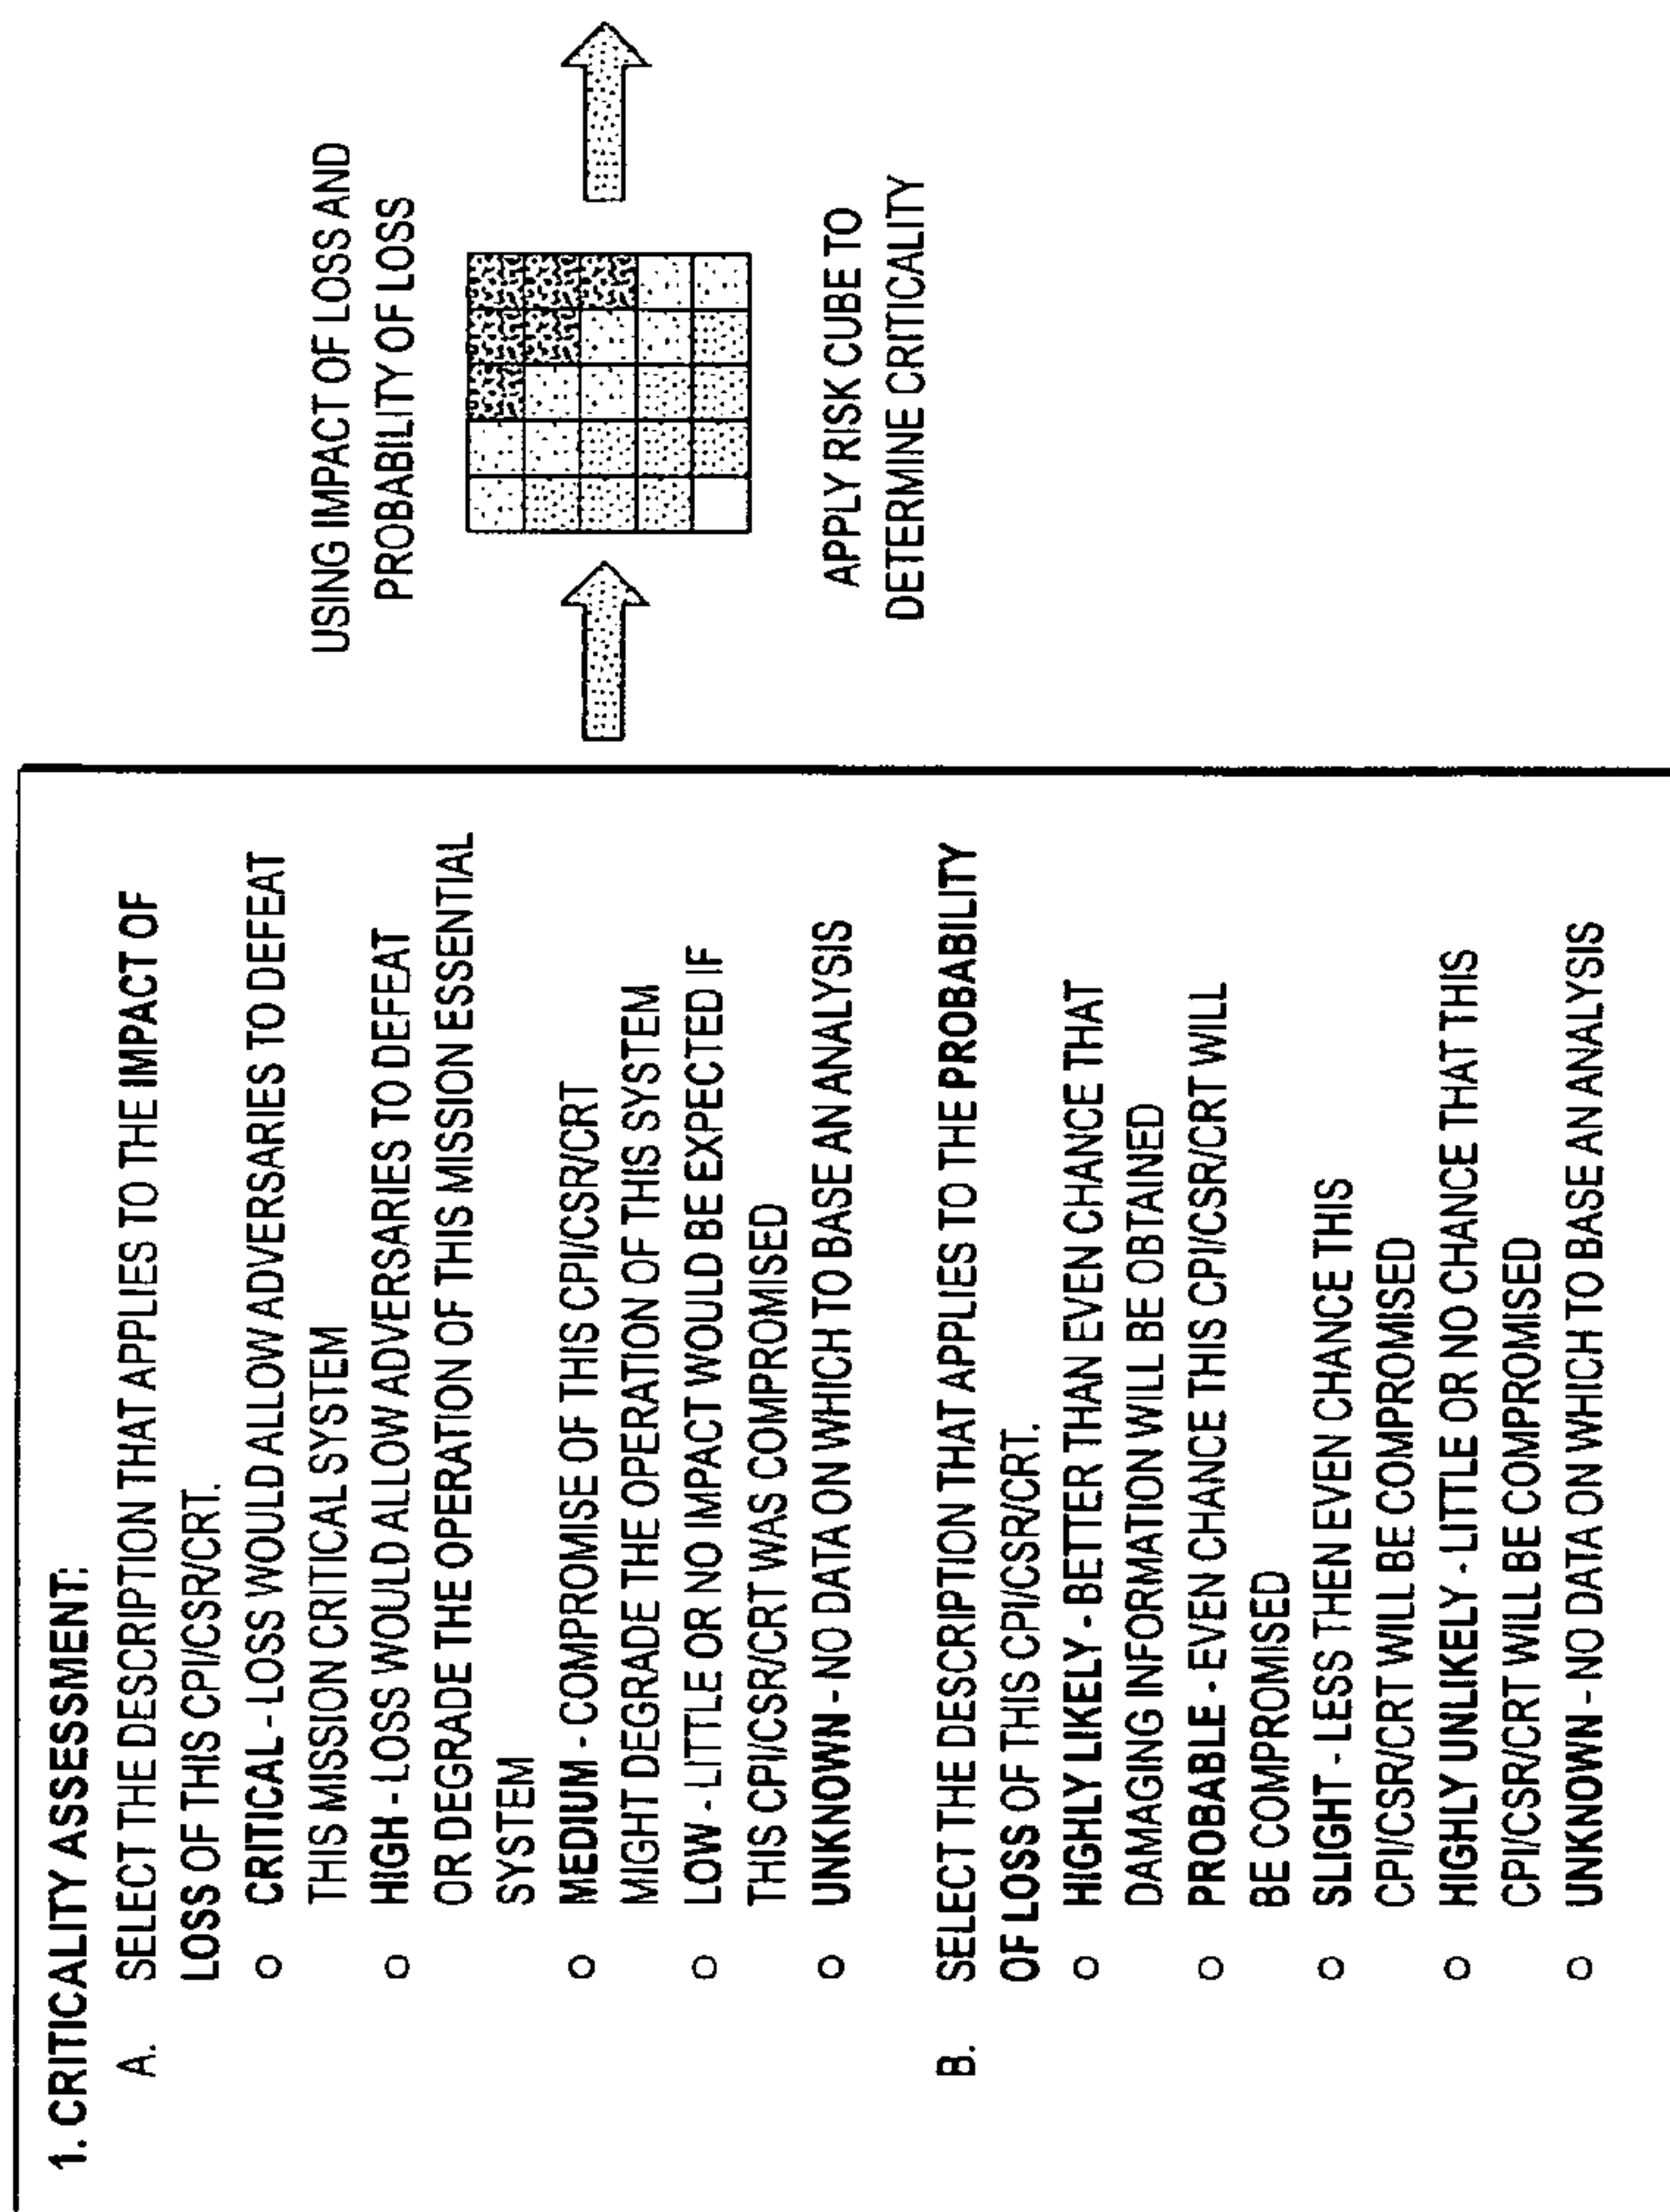 1. CRITICALITY ASSESSMENT:
A. SELECT THE DESCRIPTION THAT APPLIES TO THE IMPACT OF
LOSS OF THIS CPI/CSR/CRT.
○ CRITICAL - LOSS WOULD ALLOW ADVERSARIES TO DEFEAT
THIS MISSION CRITICAL SYSTEM
○ HIGH - LOSS WOULD ALLOW ADVERSARIES TO DEFEAT
OR DEGRADE THE OPERATION OF THIS MISSION ESSENTIAL
SYSTEM
○ MEDIUM - COMPROMISE OF THIS CPI/CSR/CRT
MIGHT DEGRADE THE OPERATION OF THIS SYSTEM
○ LOW - LITTLE OR NO IMPACT WOULD BE EXPECTED IF
THIS CPI/CSR/CRT WAS COMPROMISED
○ UNKNOWN - NO DATA ON WHICH TO BASE AN ANALYSIS
B. SELECT THE DESCRIPTION THAT APPLIES TO THE PROBABILITY
OF LOSS OF THIS CPI/CSR/CRT.
○ HIGHLY LIKELY - BETTER THAN EVEN CHANCE THAT
DAMAGING INFORMATION WILL BE OBTAINED
○ PROBABLE - EVEN CHANCE THIS CPI/CSR/CRT WILL
BE COMPROMISED
○ SLIGHT - LESS THEN EVEN CHANCE THIS
CPI/CSR/CRT WILL BE COMPROMISED
○ HIGHLY UNLIKELY - LITTLE OR NO CHANCE THAT THIS
CPI/CSR/CRT WILL BE COMPROMISED
○ UNKNOWN - NO DATA ON WHICH TO BASE AN ANALYSIS
USING IMPACT OF LOSS AND
PROBABILITY OF LOSS
APPLY RISK CUBE TO
DETERMINE CRITICALITY